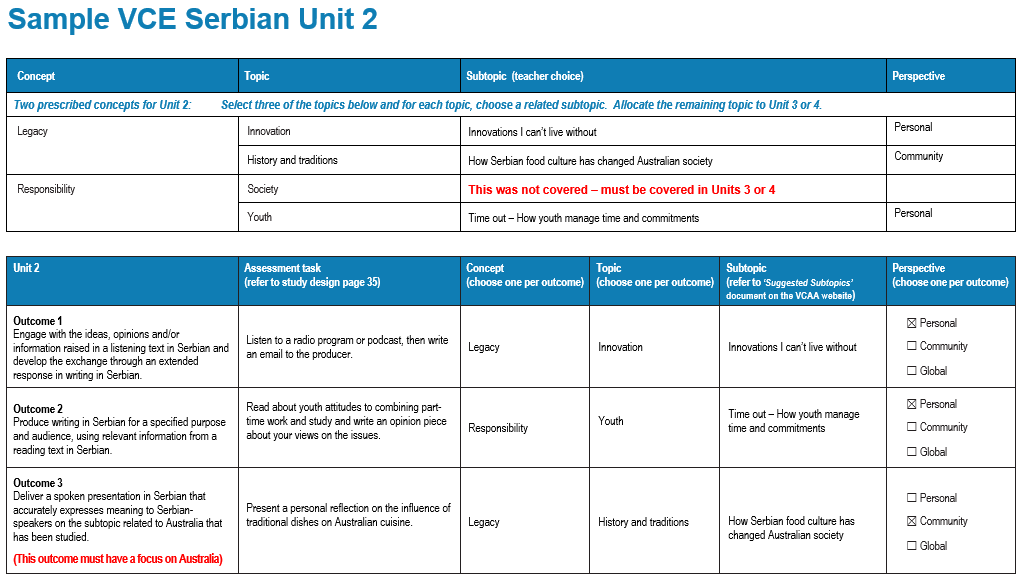 Sample VCE Serbian Unit 2
Concept
Topic
Subtopic (teacher choice)
Perspective
Two prescribed concepts for Unit 2: Select three of the topics below and for each topic, choose a related subtopic. Allocate the remaining topic to Unit 3 or 4.
Legacy
Innovation
Innovations I can't live without
Personal
History and traditions
How Serbian food culture has changed Australian society
Community
Responsibility
Society
This was not covered – must be covered in Units 3 or 4
Youth
Time out – How youth manage time and commitments
Personal
Unit 2
Assessment task
(refer to study design page 35)
Concept
(choose one per outcome)
Topic
(choose one per outcome)
Subtopic
(refer to 'Suggested Subtopics'
document on the VCAA website)
Perspective
(choose one per outcome)
Outcome 1
Engage with the ideas, opinions and/or
information raised in a listening text in Serbian and
develop the exchange through an extended
response in writing in Serbian.
Listen to a radio program or podcast, then write
an email to the producer.
Legacy
Innovation
Innovations I can't live without
☒ Personal
☐ Community
☐ Global
Outcome 2
Produce writing in Serbian for a specified purpose
and audience, using relevant information from a
reading text in Serbian.
Read about youth attitudes to combining part-
time work and study and write an opinion piece
about your views on the issues.
Responsibility
Youth
Time out – How youth manage
time and commitments
☒ Personal
☐ Community
☐ Global
Outcome 3
Deliver a spoken presentation in Serbian that
accurately expresses meaning to Serbian-
speakers on the subtopic related to Australia that
has been studied.
(This outcome must have a focus on Australia)
Present a personal reflection on the influence of
traditional dishes on Australian cuisine.
Legacy
History and traditions
How Serbian food culture has
changed Australian society
☐ Personal
☒ Community
☐ Global